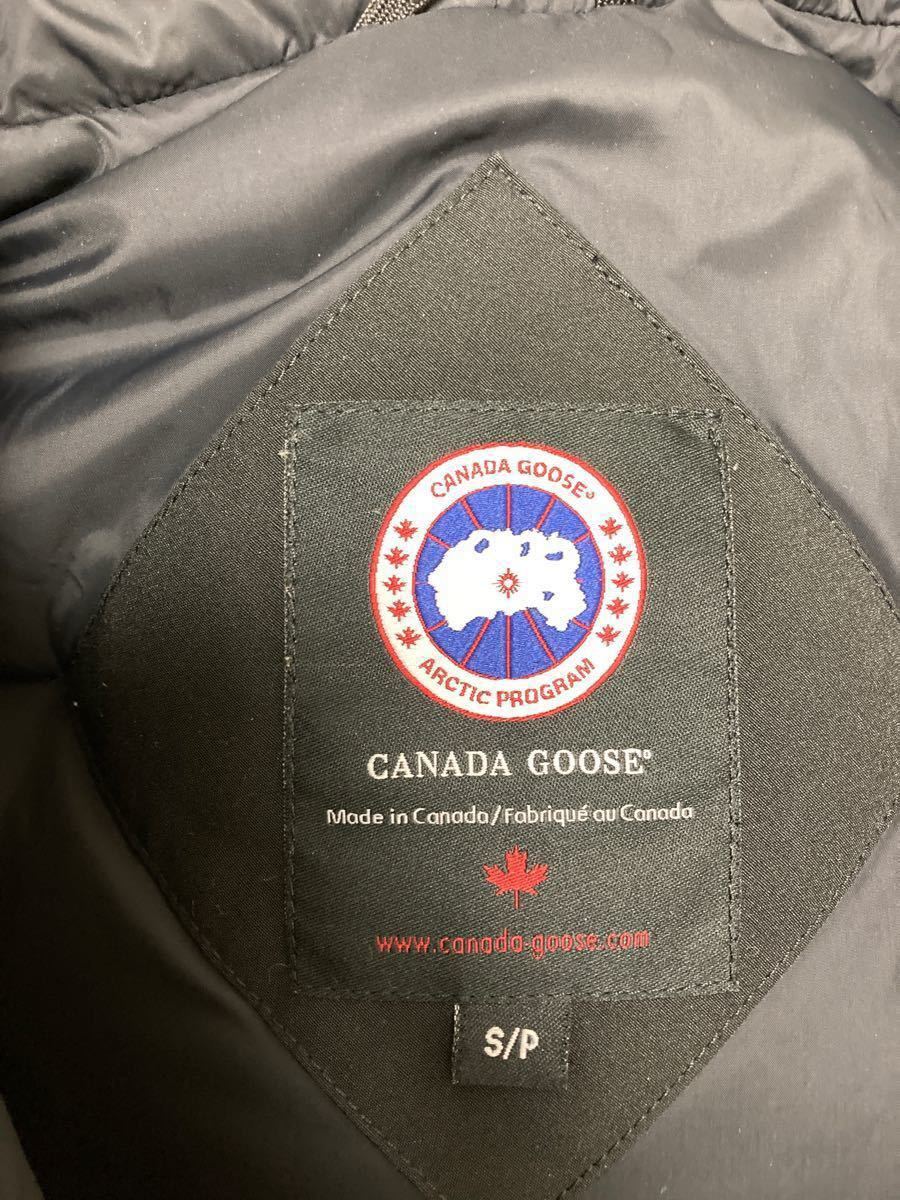 CANADA GOOSE®
ARCTIC PROGRAM
CANADA GOOSE®
Made in Canada/Fabriqué au Canada
www.canada-goose.com
S/P